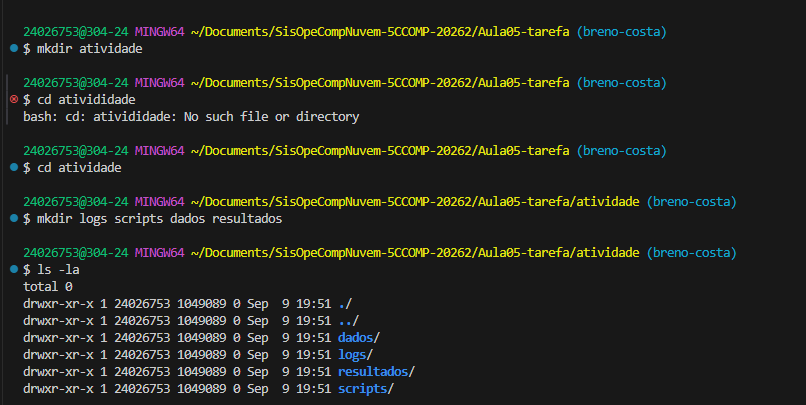 24026753@304-24 MINGW64 ~/Documents/SisOpeCompNuvem-5CCOMP-20262/Aula05-tarefa (breno-costa)
$ mkdir atividade
24026753@304-24 MINGW64 ~/Documents/SisOpeCompNuvem-5CCOMP-20262/Aula05-tarefa (breno-costa)
$ cd ativididade
bash: cd: ativididade: No such file or directory
24026753@304-24 MINGW64 ~/Documents/SisOpeCompNuvem-5CCOMP-20262/Aula05-tarefa (breno-costa)
$ cd atividade
24026753@304-24 MINGW64 ~/Documents/SisOpeCompNuvem-5CCOMP-20262/Aula05-tarefa/atividade (breno-costa)
$ mkdir logs scripts dados resultados
24026753@304-24 MINGW64 ~/Documents/SisOpeCompNuvem-5CCOMP-20262/Aula05-tarefa/atividade (breno-costa)
$ ls -la
total 0
drwxr-xr-x 1 24026753 1049089 0 Sep  9 19:51 ./
drwxr-xr-x 1 24026753 1049089 0 Sep  9 19:51 ../
drwxr-xr-x 1 24026753 1049089 0 Sep  9 19:51 dados/
drwxr-xr-x 1 24026753 1049089 0 Sep  9 19:51 logs/
drwxr-xr-x 1 24026753 1049089 0 Sep  9 19:51 resultados/
drwxr-xr-x 1 24026753 1049089 0 Sep  9 19:51 scripts/